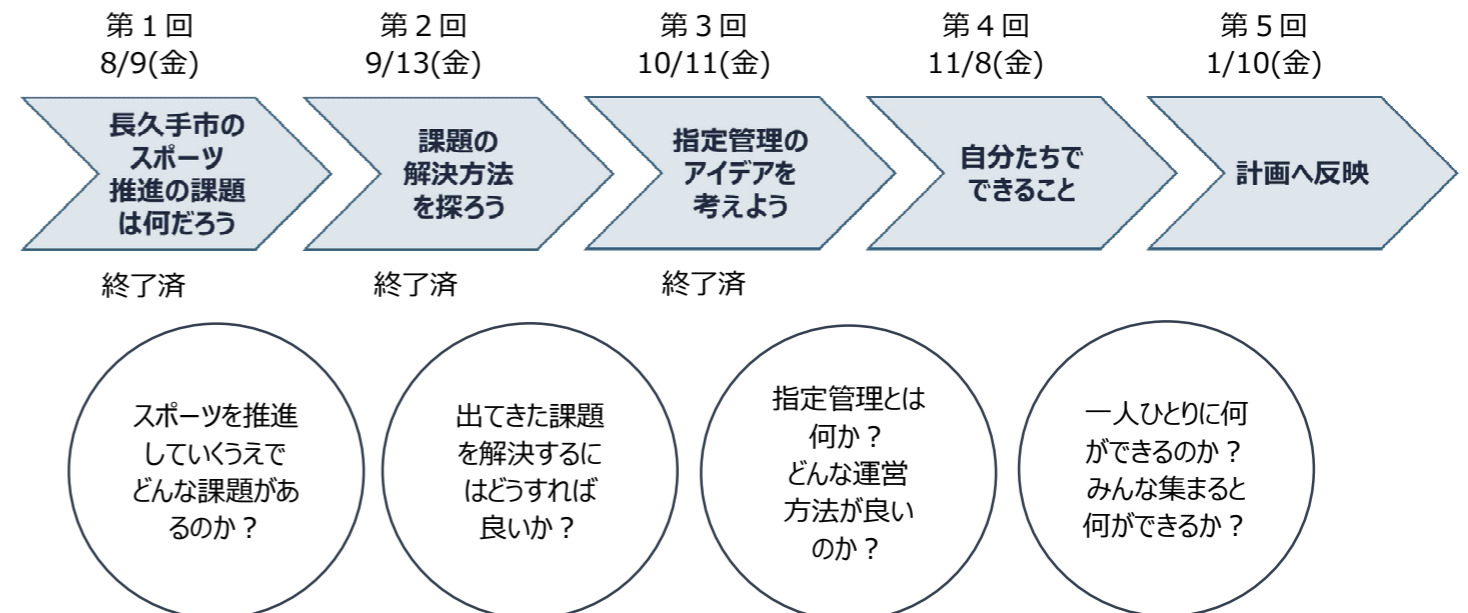 第１回
8/9(金)
第２回
9/13(金)
第３回
10/11(金)
第４回
11/8(金)
第５回
1/10(金)
長久手市の
スポーツ
推進の課題
は何だろう
課題の
解決方法
を探ろう
指定管理の
アイデアを
考えよう
自分たちで
できること
計画へ反映
終了済
終了済
終了済
スポーツを推進
していくうえで
どんな課題があ
るのか？
出てきた課題
を解決するに
はどうすれば
良いか？
指定管理とは
何か？
どんな運営
方法が良い
のか？
一人ひとりに何
ができるのか？
みんな集まると
何ができるか？